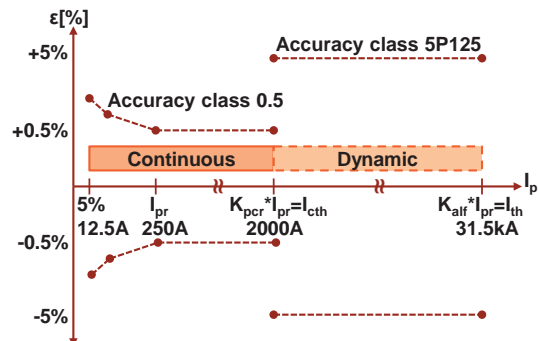 ε[%]
+5%
Accuracy class 5P125
Accuracy class 0.5
+0.5%
Continuous
Dynamic
Ip
5%
Ipr
Kpcr*Ipr=Icth
Kalf*Ipr=Ith
12.5A
250A
2000A
31.5kA
-0.5%
-5%